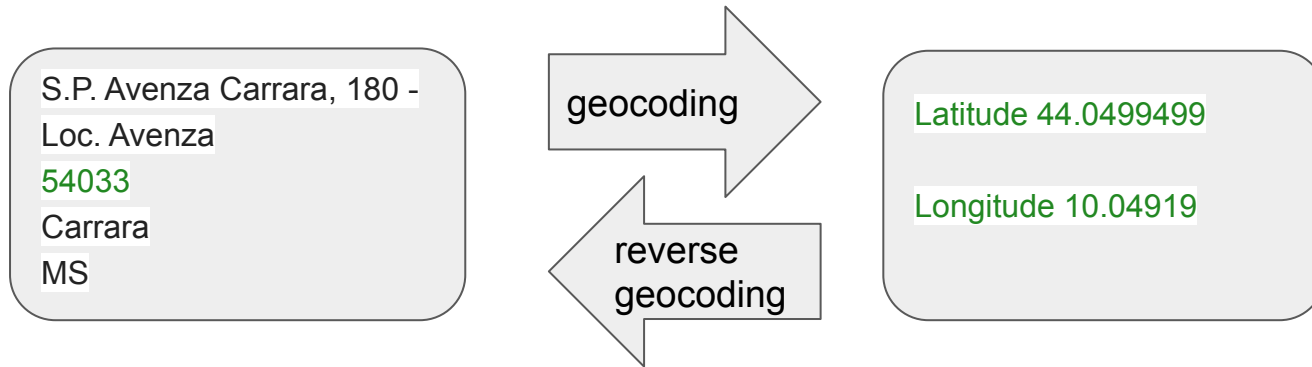 S.P. Avenza Carrara, 180 -
Loc. Avenza
54033
Carrara
MS
geocoding
reverse
geocoding
Latitude 44.0499499
Longitude 10.04919